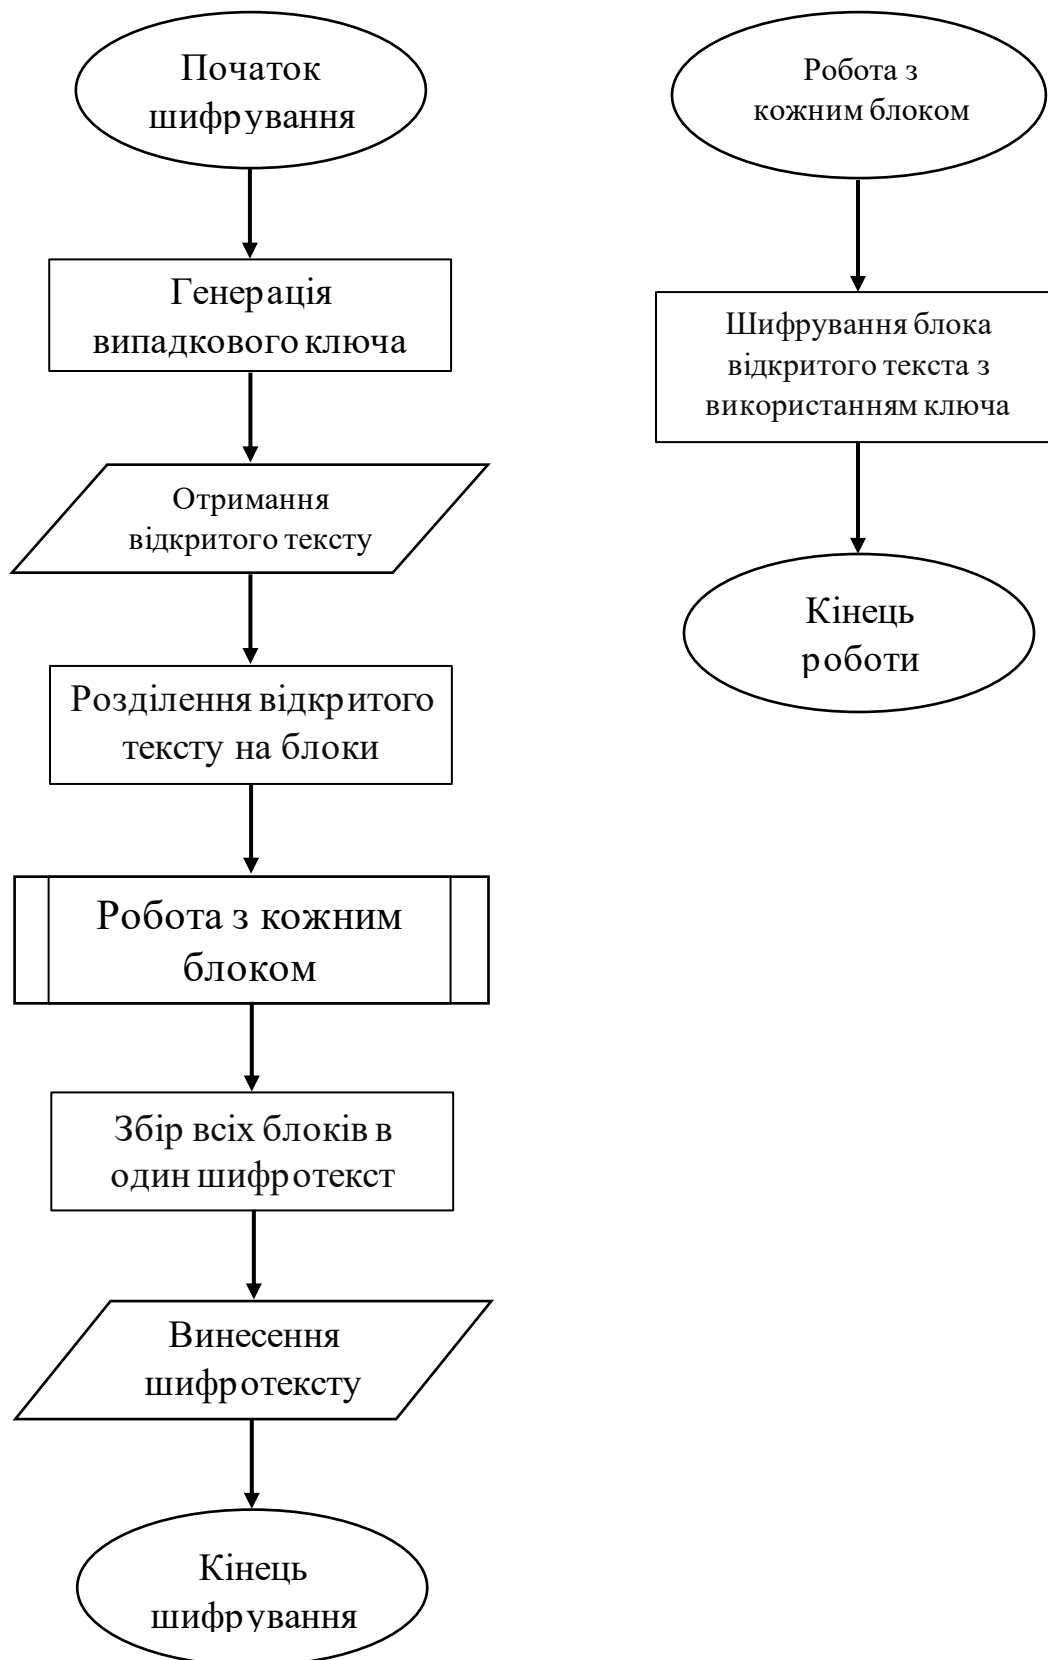 Початок
шифрування
Генерація
випадкового ключа
Отримання
відкритого тексту
Розділення відкритого
тексту на блоки
Робота з кожним
блоком
Збір всіх блоків в
один шифротекст
Винесення
шифротексту
Кінець
шифрування
Робота з
кожним блоком
Шифрування блока
відкритого текста з
використанням ключа
Кінець
роботи